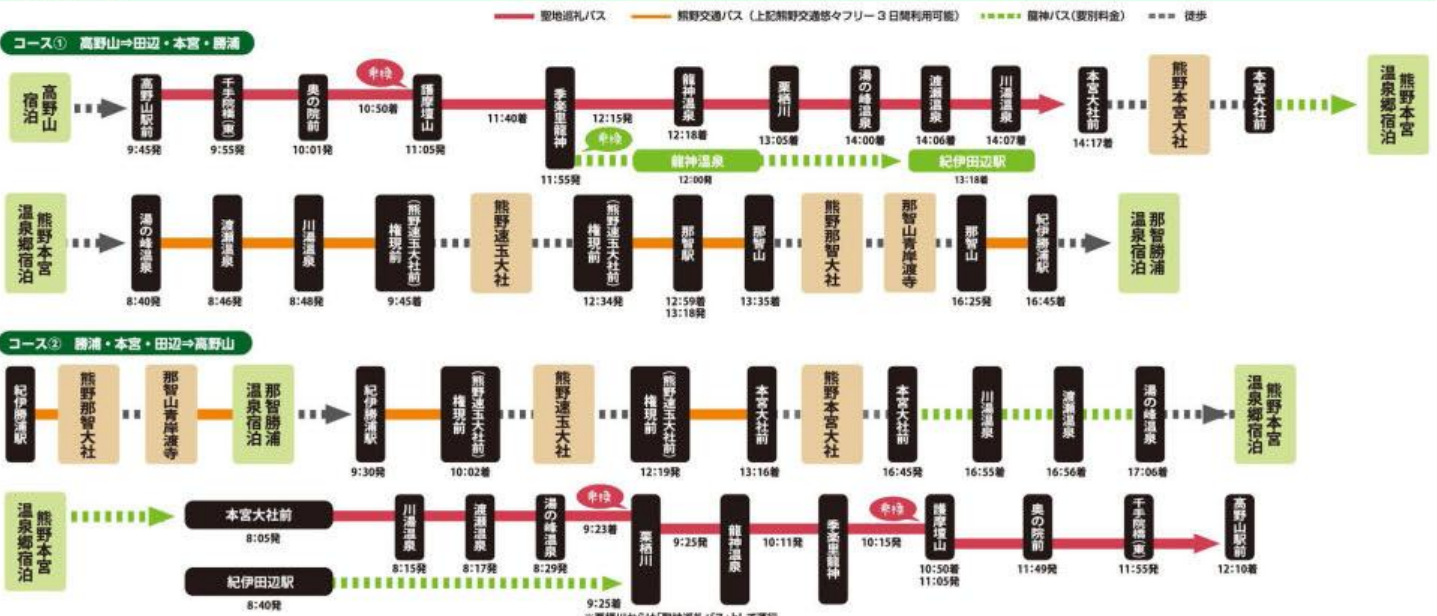 聖地巡礼バス
熊野交通バス（上記熊野交通悠々フリー3日間利用可能）
龍神バス(要別料金)
徒歩
コース① 高野山⇒田辺・本宮・勝浦
高野山
宿泊
高野山駅前
9:45発
千手院橋(東)
9:55発
奥の院前
10:01発
乗換
10:50着
護摩壇山
11:05発
11:40着
季楽里龍神
11:55発
12:15発
乗換
龍神温泉
12:18着
栗栖川
13:05着
湯の峰温泉
14:00着
渡瀬温泉
14:06着
川湯温泉
14:07着
本宮大社前
14:17着
熊野本宮大社
本宮大社前
熊野本宮
温泉郷宿泊
龍神温泉
12:00発
紀伊田辺駅
13:18着
熊野本宮
温泉郷宿泊
湯の峰温泉
8:40発
渡瀬温泉
8:46発
川湯温泉
8:48発
(熊野速玉大社前)
権現前
9:45着
熊野速玉大社
(熊野速玉大社前)
権現前
12:34発
那智駅
12:59着
13:18発
那智山
13:35着
熊野那智大社
那智山青岸渡寺
那智山
16:25発
紀伊勝浦駅
16:45着
那智勝浦
温泉宿泊
コース② 勝浦・本宮・田辺⇒高野山
紀伊勝浦駅
熊野那智大社
那智山青岸渡寺
那智勝浦
温泉宿泊
紀伊勝浦駅
9:30発
(熊野速玉大社前)
権現前
10:02着
熊野速玉大社
(熊野速玉大社前)
権現前
12:19発
本宮大社前
13:16着
熊野本宮大社
本宮大社前
16:45発
川湯温泉
16:55着
渡瀬温泉
16:56着
湯の峰温泉
17:06着
熊野本宮
温泉郷宿泊
熊野本宮
温泉郷宿泊
本宮大社前
8:05発
紀伊田辺駅
8:40発
川湯温泉
8:15発
渡瀬温泉
8:17発
湯の峰温泉
8:29発
乗換
9:23着
9:25着
栗栖川
9:25発
龍神温泉
10:11発
季楽里龍神
乗換
10:15発
護摩壇山
10:50着
11:05発
奥の院前
11:49発
千手院橋(東)
11:55発
高野山駅前
12:10着